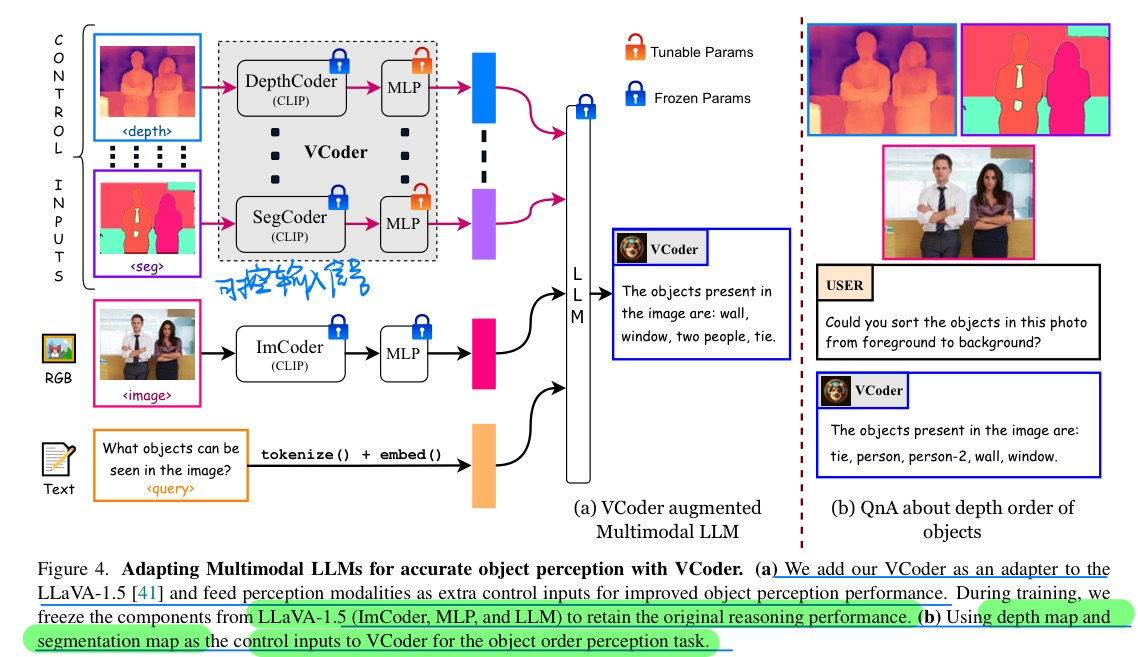 CONTROL INPUTS
<depth>
<seg>
DepthCoder
(CLIP)
MLP
VCoder
SegCoder
(CLIP)
MLP
可控输入信号
RGB
<image>
ImCoder
(CLIP)
MLP
Text
What objects can be
seen in the image?
<query>
tokenize() + embed()
LLM
Tunable Params
Frozen Params
VCoder
The objects present in
the image are: wall,
window, two people, tie.
(a) VCoder augmented
Multimodal LLM
USER
Could you sort the objects in this photo
from foreground to background?
VCoder
The objects present in the image are:
tie, person, person-2, wall, window.
(b) QnA about depth order of
objects
Figure 4. Adapting Multimodal LLMs for accurate object perception with VCoder. (a) We add our VCoder as an adapter to the
LLaVA-1.5 [41] and feed perception modalities as extra control inputs for improved object perception performance. During training, we
freeze the components from LLaVA-1.5 (ImCoder, MLP, and LLM) to retain the original reasoning performance. (b) Using depth map and
segmentation map as the control inputs to VCoder for the object order perception task.